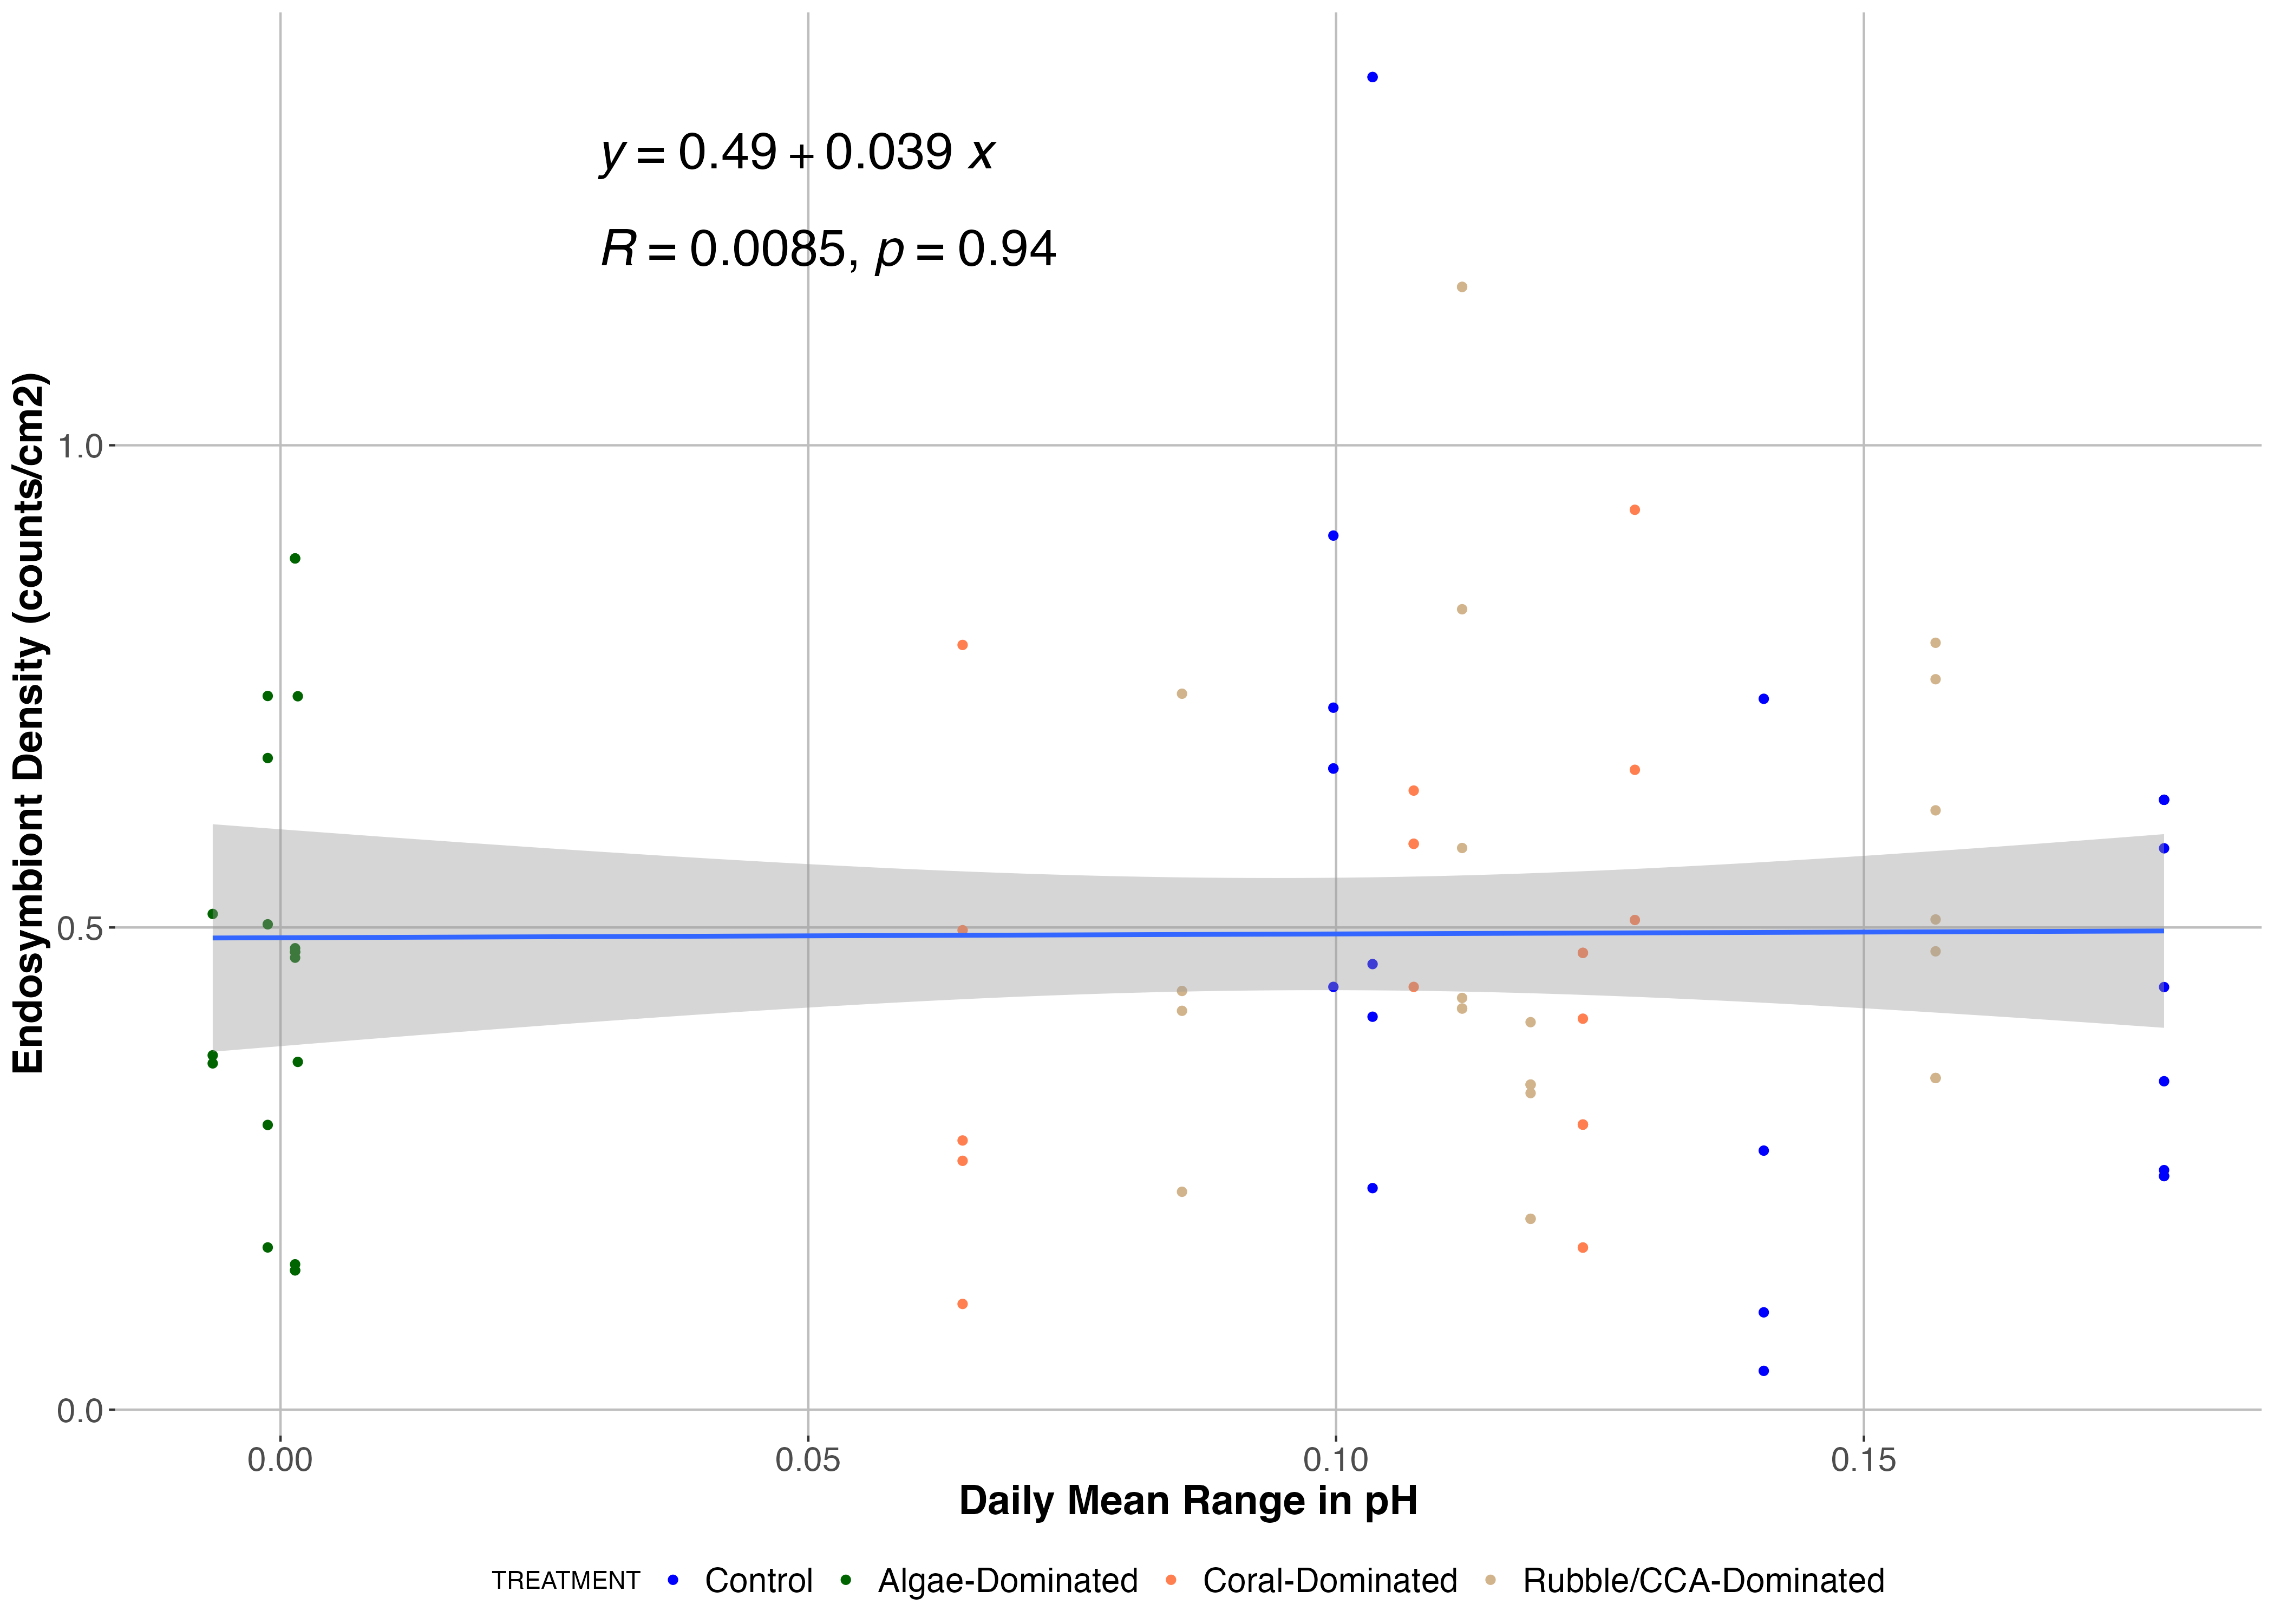 y = 0.49 + 0.039 x
R = 0.0085, p = 0.94
Endosymbiont Density (counts/cm2)
1.0
0.5
0.0
0.00 0.05 0.10 0.15
Daily Mean Range in pH
TREATMENT Control Algae-Dominated Coral-Dominated Rubble/CCA-Dominated